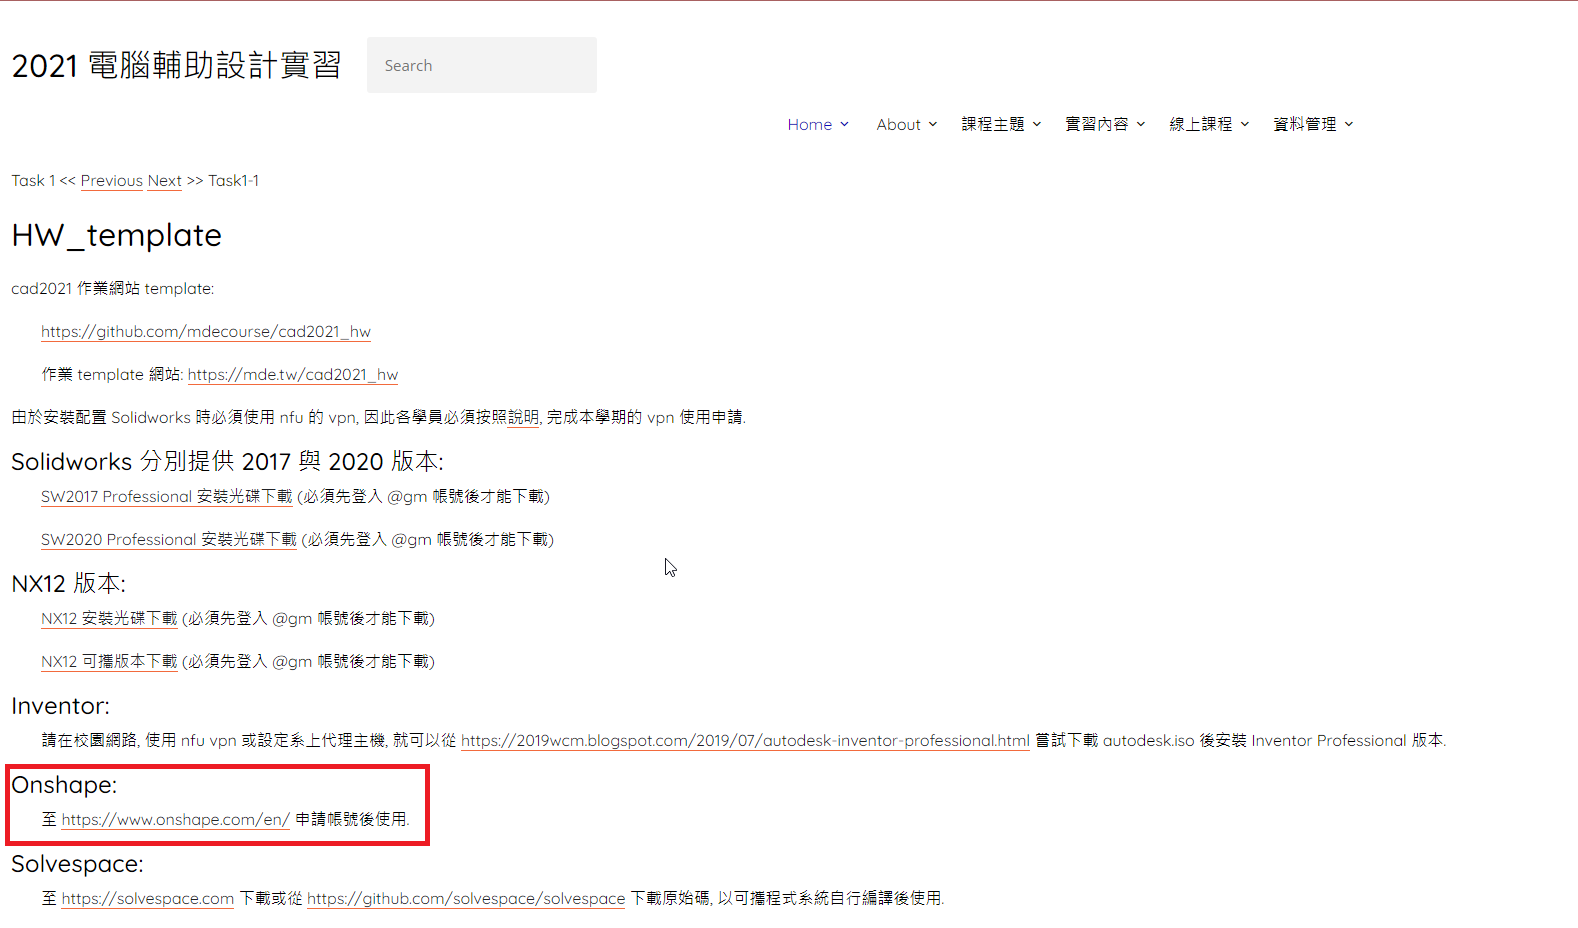 2021 電腦輔助設計實習
Search
Home About 課程主題 實習內容 線上課程 資料管理
Task 1 << Previous Next >> Task1-1
HW_template
cad2021 作業網站 template:
https://github.com/mdecourse/cad2021_hw
作業 template 網站: https://mde.tw/cad2021_hw
由於安裝配置 Solidworks 時必須使用 nfu 的 vpn, 因此各學員必須按照說明, 完成本學期的 vpn 使用申請.
Solidworks 分別提供 2017 與 2020 版本:
SW2017 Professional 安裝光碟下載 (必須先登入 @gm 帳號後才能下載)
SW2020 Professional 安裝光碟下載 (必須先登入 @gm 帳號後才能下載)
NX12 版本:
NX12 安裝光碟下載 (必須先登入 @gm 帳號後才能下載)
NX12 可攜版本下載 (必須先登入 @gm 帳號後才能下載)
Inventor:
請在校園網路, 使用 nfu vpn 或設定系上代理主機, 就可以從 https://2019wcm.blogspot.com/2019/07/autodesk-inventor-professional.html 嘗試下載 autodesk.iso 後安裝 Inventor Professional 版本.
Onshape:
至 https://www.onshape.com/en/ 申請帳號後使用.
Solvespace:
至 https://solvespace.com 下載或從 https://github.com/solvespace/solvespace 下載原始碼, 以可攜程式系統自行編譯後使用.